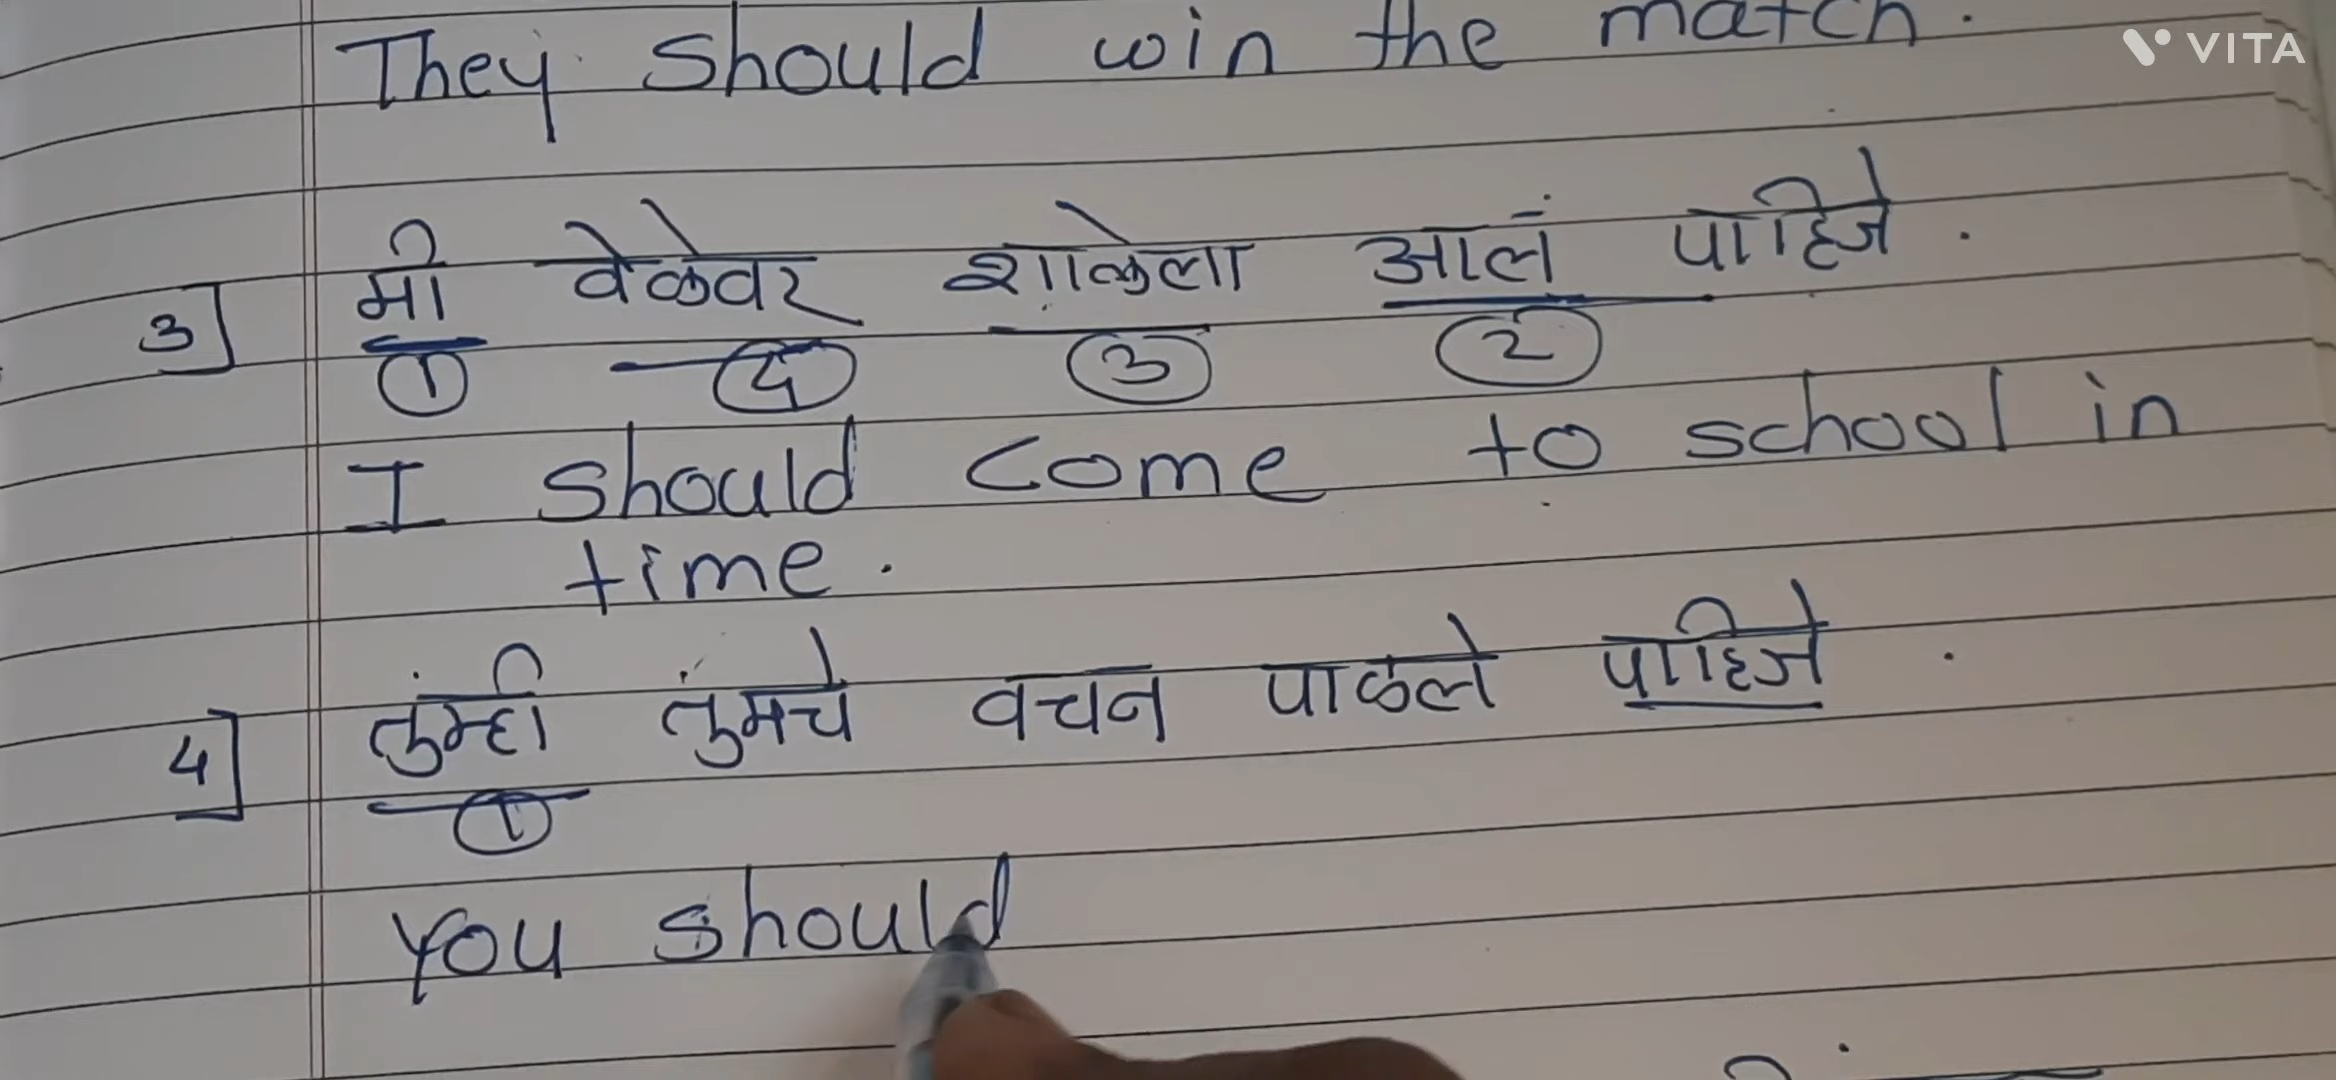 They should win the match.
VITA
3] मी वेळेवर शाळेला आलं पाहिजे.
1 4 3 2
I should come to school in
time.
4] तुम्ही तुमचे वचन पाळले पाहिजे.
1
You should